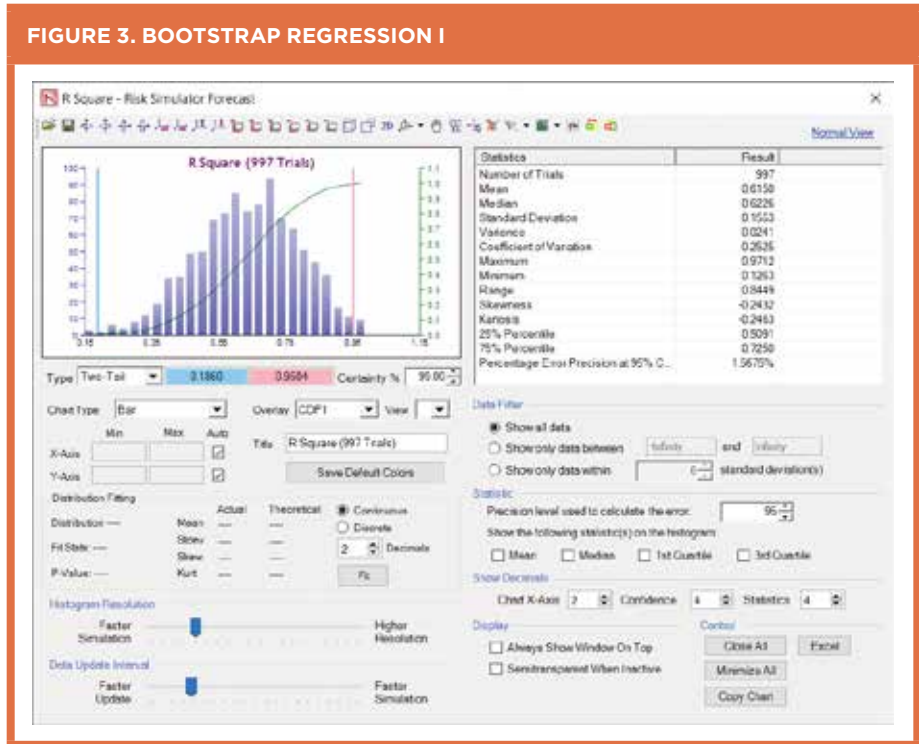 FIGURE 3. BOOTSTRAP REGRESSION I
R Square - Risk Simulator Forecast
Normal View
R Square (997 Trials)
Statistics Result
Number of Trials 997
Mean 0.6150
Median 0.6226
Standard Deviation 0.1553
Variance 0.0241
Coefficient of Variation 0.2525
Maximum 0.9712
Minimum 0.1263
Range 0.8449
Skewness -0.2432
Kurtosis -0.2463
25% Percentile 0.5091
75% Percentile 0.7250
Percentage Error Precision at 95% C... 1.5675%
Type Two-Tail 0.1860 Certainty % 95.00
Chart Type Bar Overlay CDF1 View
Min Max Auto
X-Axis
Y-Axis
Title R Square (997 Trials)
Save Default Colors
Distribution Fitting
Actual Theoretical Continuous
Distribution --- Mean --- ---
Discrete
Stdev --- ---
Fit Stats: --- Skew --- --- 2 Decimals
P-Value: --- Kurt --- --- Fit
Histogram Resolution
Faster Simulation Higher Resolution
Data Update Interval
Faster Update Faster Simulation
Data Filter
Show all data
Show only data between -Infinity and Infinity
Show only data within 6 standard deviation(s)
Statistic
Precision level used to calculate the error: 95
Show the following statistic(s) on the histogram:
Mean Median 1st Quartile 3rd Quartile
Show Decimals
Chart X-Axis 2 Confidence 4 Statistics 4
Display
Always Show Window On Top
Semitransparent When Inactive
Control
Close All Excel
Minimize All
Copy Chart